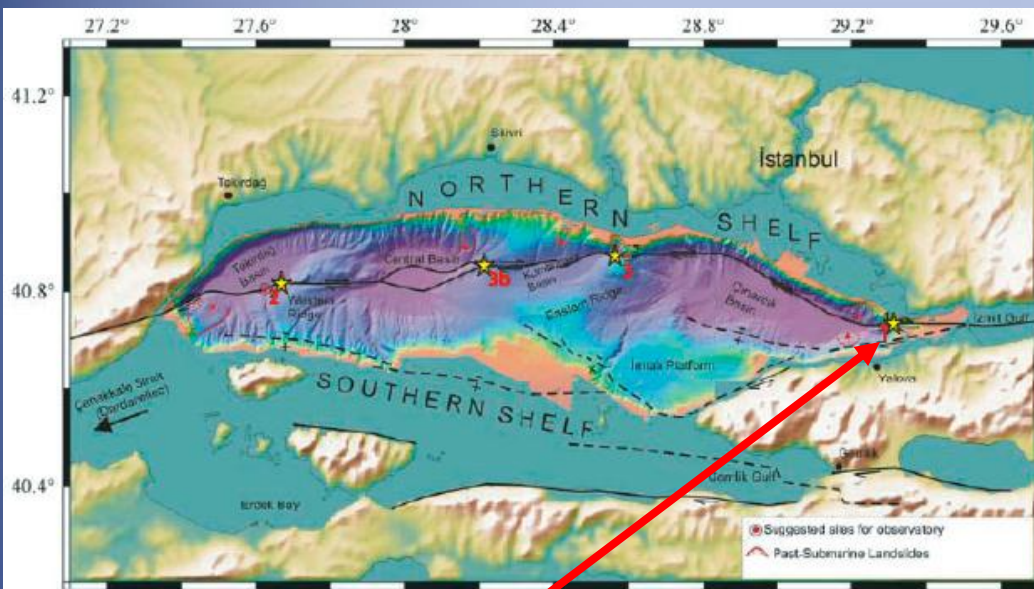 27.2° 27.6° 28° 28.4° 28.8° 29.2° 29.6°
41.2°
40.8°
40.4°
Silivri
İstanbul
Tekirdağ
NORTHERN SHELF
Tekirdağ Basin
Central Basin
3b
3
2
Western Ridge
Basin
Eastern Ridge
Çınarcık Basin
İzmit Gulf
İmralı Platform
Yalova
Çanakkale Strait
(Dardanelles)
SOUTHERN SHELF
Gemlik
Gemlik Gulf
Erdek Bay
Suggested sites for observatory
Past-Submarine Landslides